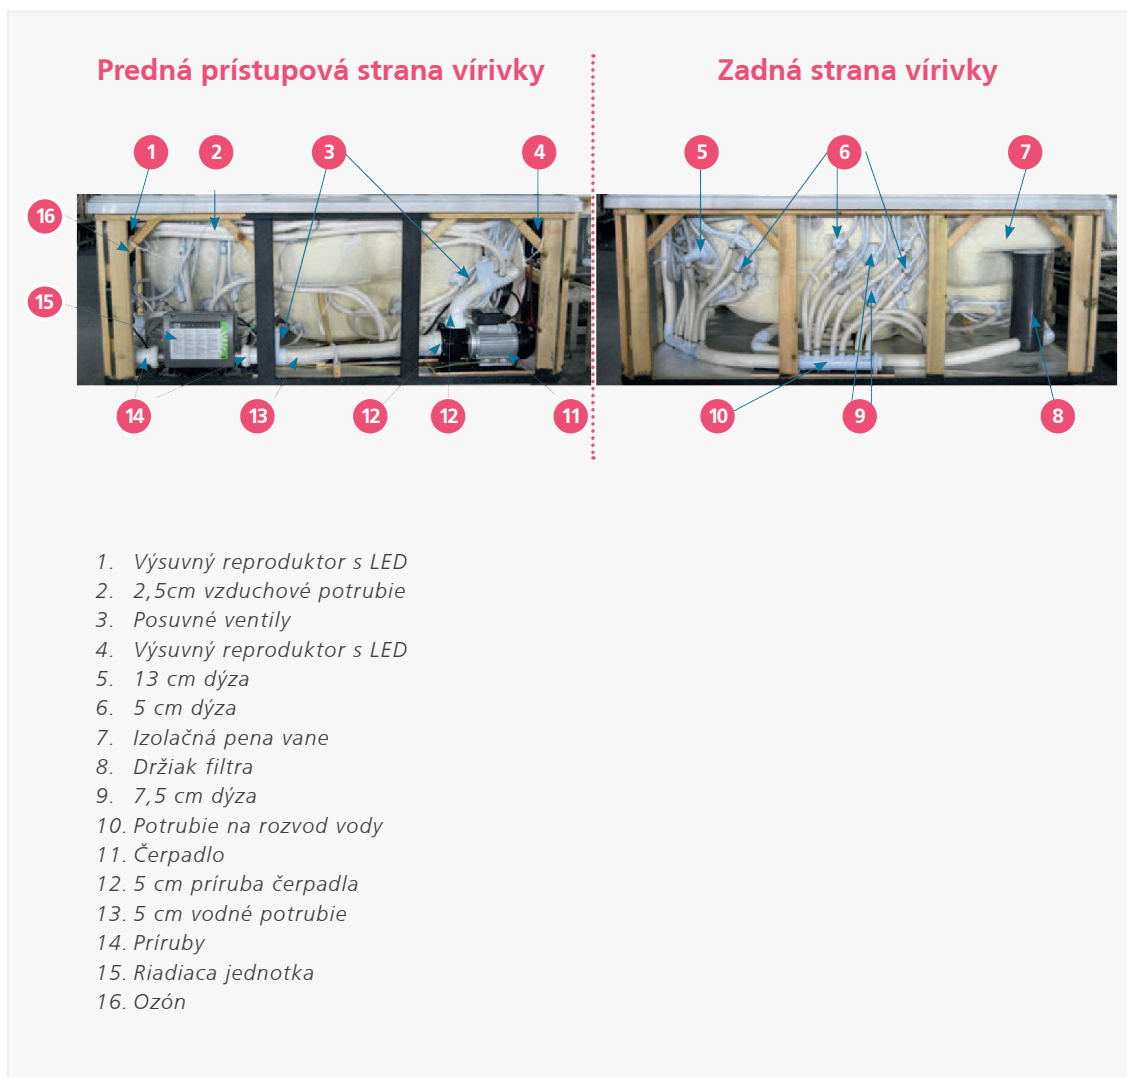 Predná prístupová strana vírivky
Zadná strana vírivky
1 2 3 4 5 6 7
16
15
14 13 12 12 11 10 9 8
1. Výsuvný reproduktor s LED
2. 2,5cm vzduchové potrubie
3. Posuvné ventily
4. Výsuvný reproduktor s LED
5. 13 cm dýza
6. 5 cm dýza
7. Izolačná pena vane
8. Držiak filtra
9. 7,5 cm dýza
10. Potrubie na rozvod vody
11. Čerpadlo
12. 5 cm príruba čerpadla
13. 5 cm vodné potrubie
14. Príruby
15. Riadiaca jednotka
16. Ozón